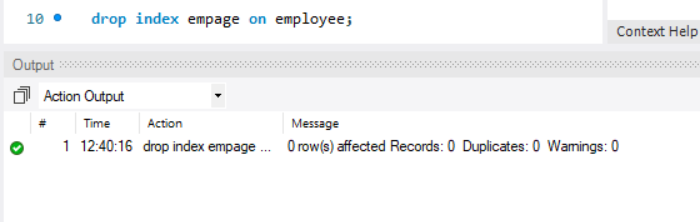 10 drop index empage on employee;
Context Help
Output
Action Output
# Time Action Message
1 12:40:16 drop index empage ... 0 row(s) affected Records: 0 Duplicates: 0 Warnings: 0